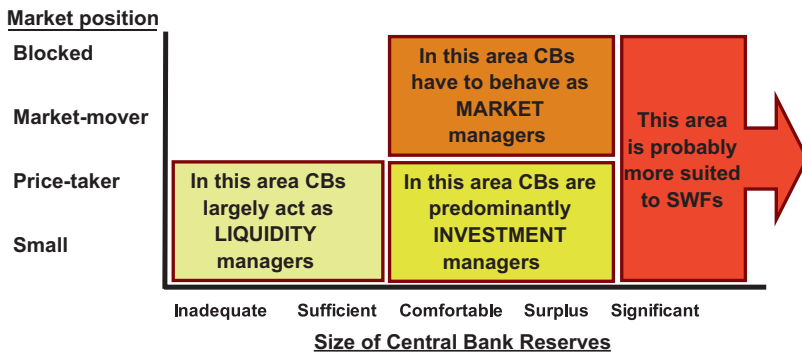 Market position
Blocked
Market-mover
Price-taker
Small
In this area CBs
have to behave as
MARKET
managers
This area
is probably
more suited
to SWFs
In this area CBs
largely act as
LIQUIDITY
managers
In this area CBs are
predominantly
INVESTMENT
managers
Inadequate Sufficient Comfortable Surplus Significant
Size of Central Bank Reserves